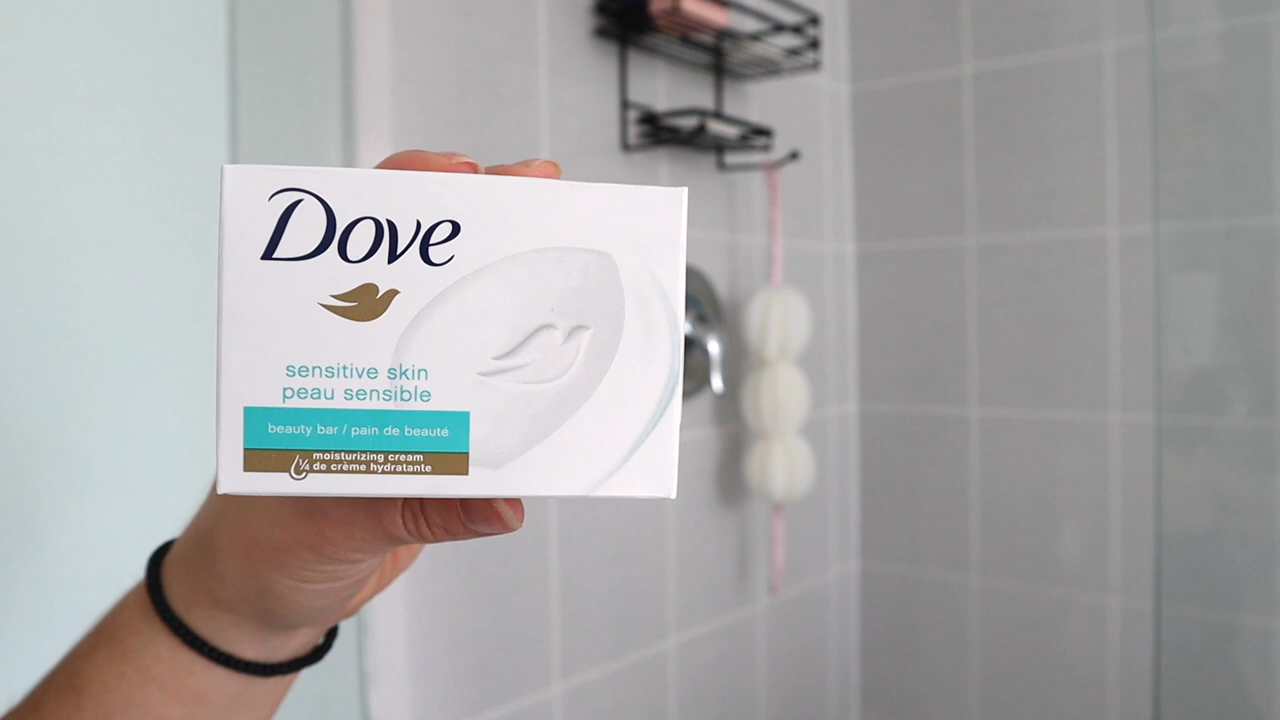 Dove
sensitive skin
peau sensible
beauty bar / pain de beauté
¼ moisturizing cream
de crème hydratante